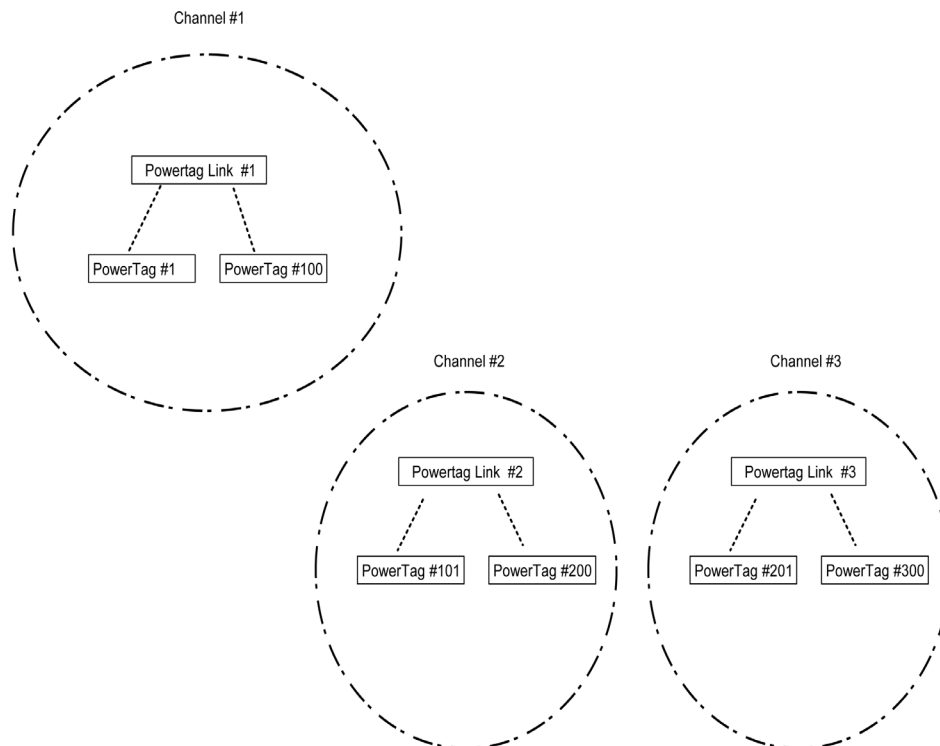 Channel #1
Powertag Link #1
PowerTag #1
PowerTag #100
Channel #2
Powertag Link #2
PowerTag #101
PowerTag #200
Channel #3
Powertag Link #3
PowerTag #201
PowerTag #300